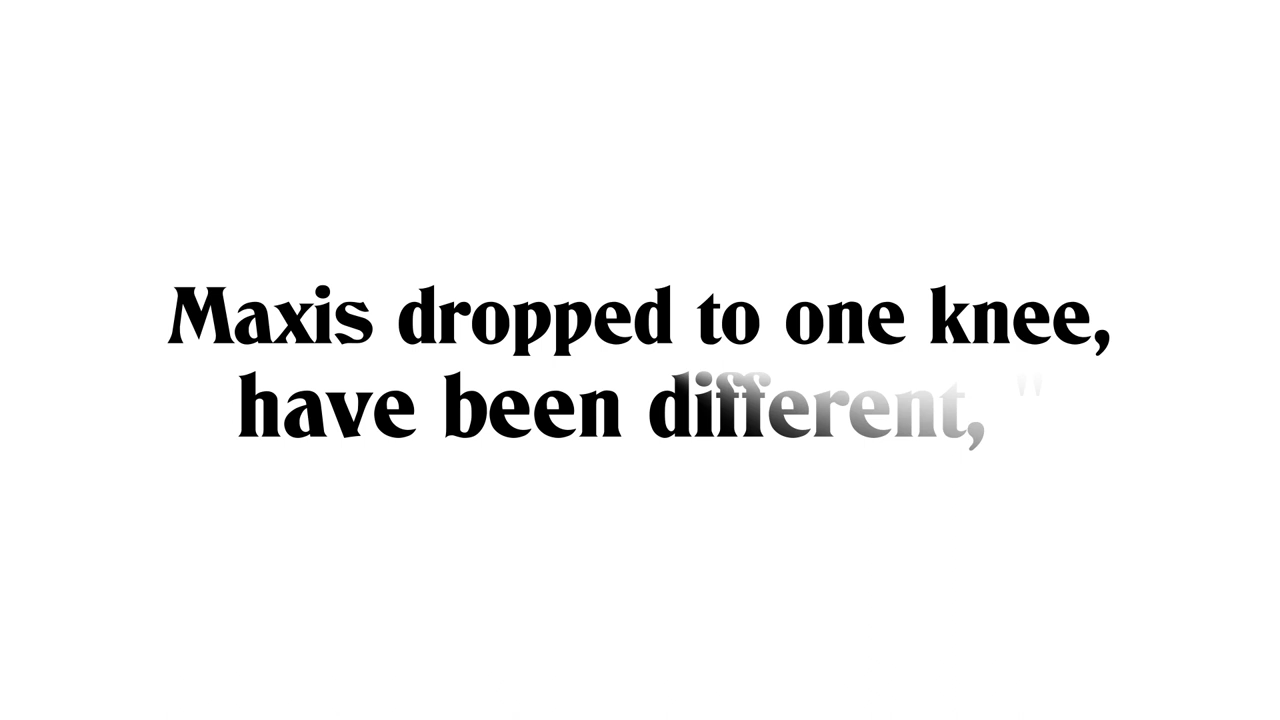 Maxis dropped to one knee,
have been different, "